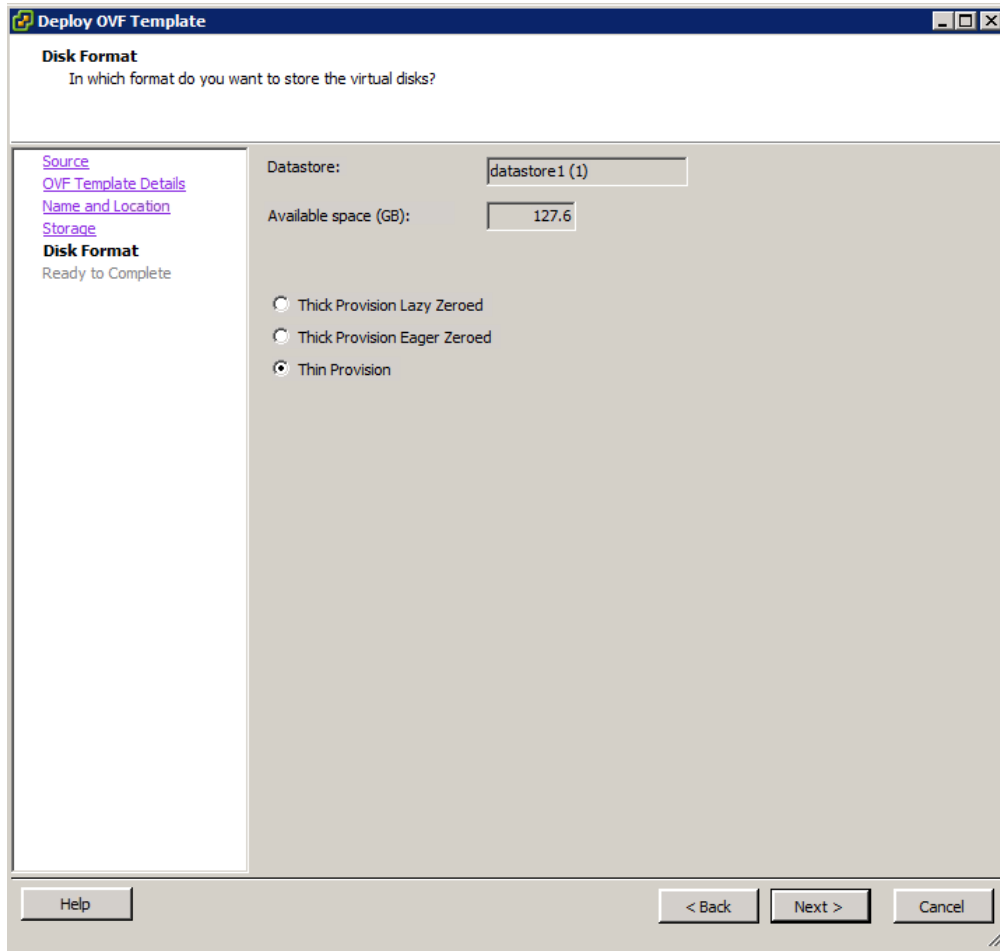 Deploy OVF Template
Disk Format
In which format do you want to store the virtual disks?
Source
OVF Template Details
Name and Location
Storage
Disk Format
Ready to Complete
Datastore: datastore1 (1)
Available space (GB): 127.6
Thick Provision Lazy Zeroed
Thick Provision Eager Zeroed
Thin Provision
Help < Back Next > Cancel